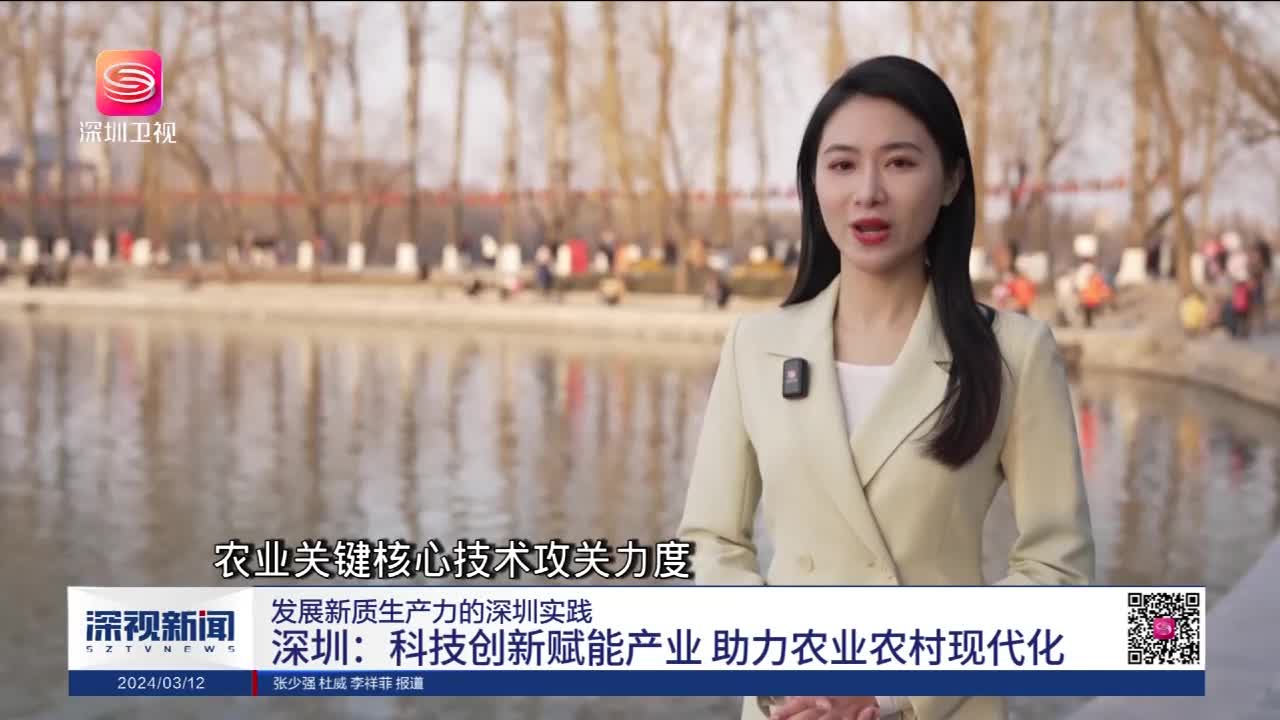 深圳卫视
农业关键核心技术攻关力度
深视新闻
SZTVNEWS
发展新质生产力的深圳实践
深圳：科技创新赋能产业 助力农业农村现代化
2024/03/12
张少强 杜威 李祥菲 报道